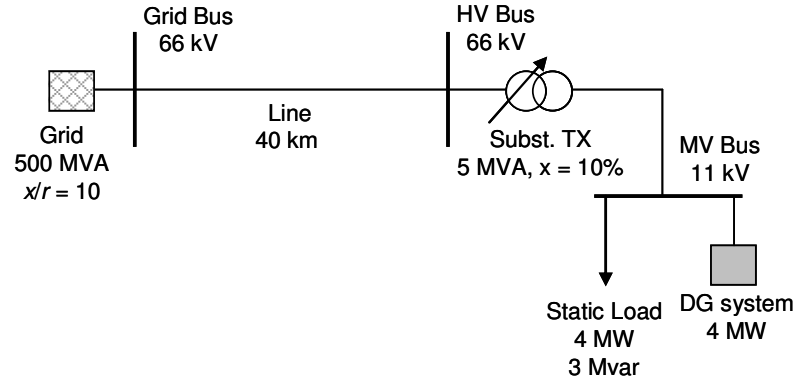 Grid Bus
66 kV
HV Bus
66 kV
Line
40 km
Grid
500 MVA
x/r = 10
Subst. TX
5 MVA, x = 10%
MV Bus
11 kV
Static Load
4 MW
3 Mvar
DG system
4 MW